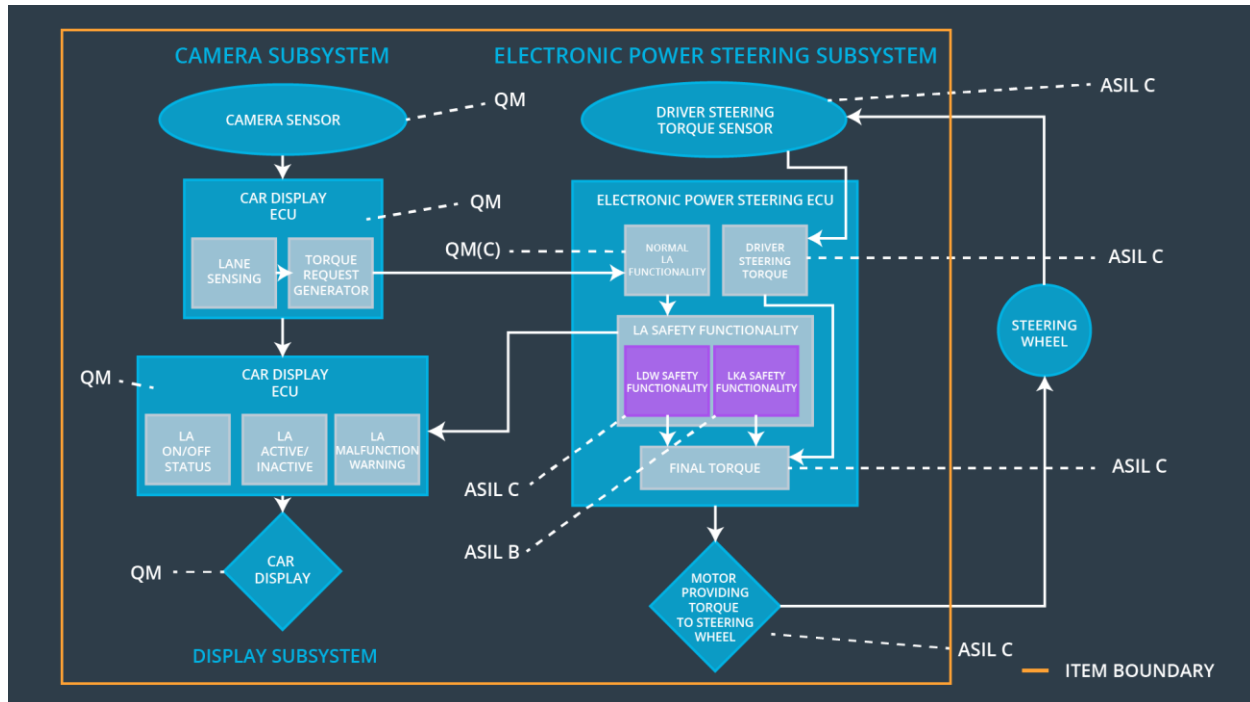 CAMERA SUBSYSTEM
ELECTRONIC POWER STEERING SUBSYSTEM
CAMERA SENSOR
QM
DRIVER STEERING
TORQUE SENSOR
ASIL C
CAR DISPLAY
ECU
QM
LANE
SENSING
TORQUE
REQUEST
GENERATOR
QM(C)
ELECTRONIC POWER STEERING ECU
NORMAL
LA
FUNCTIONALITY
DRIVER
STEERING
TORQUE
ASIL C
LA SAFETY FUNCTIONALITY
LDW SAFETY
FUNCTIONALITY
LKA SAFETY
FUNCTIONALITY
STEERING
WHEEL
CAR DISPLAY
ECU
QM
LA
ON/OFF
STATUS
LA
ACTIVE/
INACTIVE
LA
MALFUNCTION
WARNING
FINAL TORQUE
ASIL C
ASIL C
ASIL B
QM
CAR
DISPLAY
MOTOR
PROVIDING
TORQUE
TO STEERING
WHEEL
ASIL C
DISPLAY SUBSYSTEM
ITEM BOUNDARY